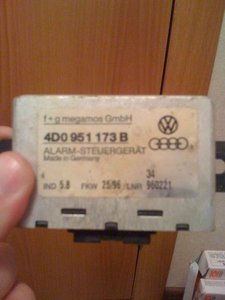 f+g megamos GmbH
4D0 951 173 B
ALARM-STEUERGERÄT
Made in Germany
4 34
IND 5.8 PKW 25/96 LNR 960221